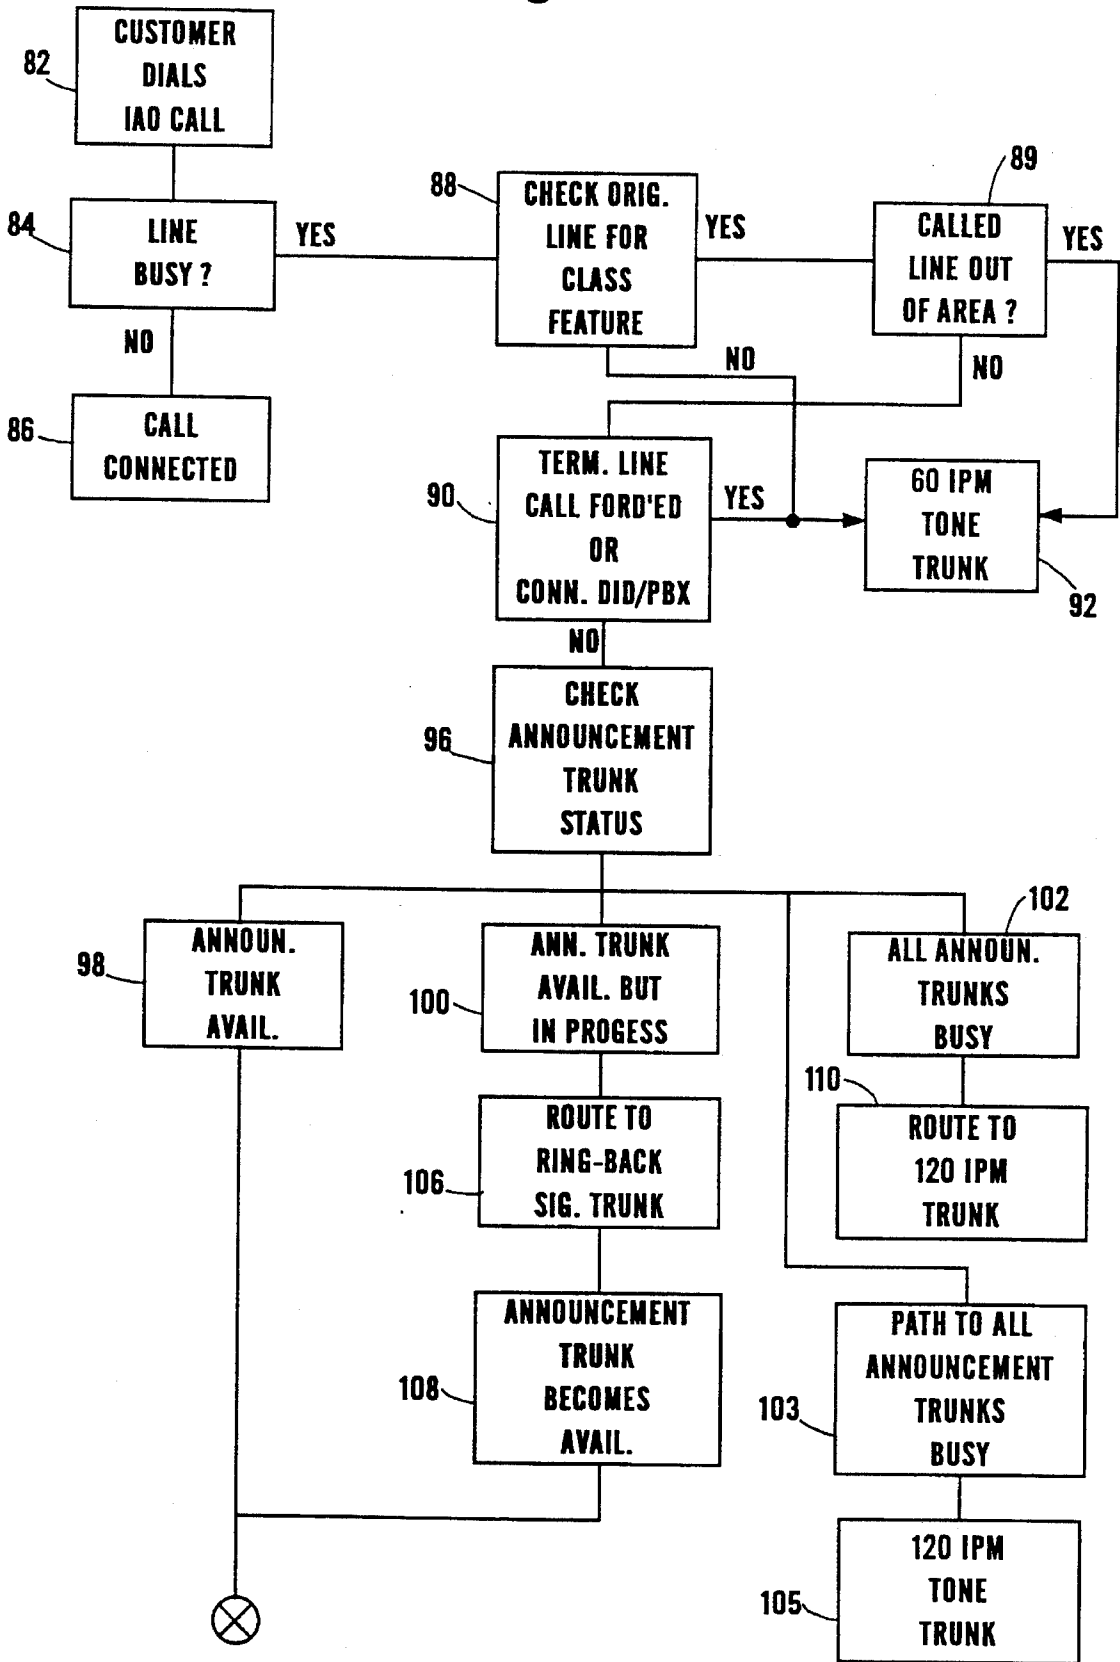 CUSTOMER
DIALS
IAO CALL
82
LINE
BUSY ?
84
YES
NO
CALL
CONNECTED
86
CHECK ORIG.
LINE FOR
CLASS
FEATURE
88
YES
NO
CALLED
LINE OUT
OF AREA ?
89
YES
NO
TERM. LINE
CALL FORD'ED
OR
CONN. DID/PBX
90
YES
NO
60 IPM
TONE
TRUNK
92
CHECK
ANNOUNCEMENT
TRUNK
STATUS
96
ANNOUN.
TRUNK
AVAIL.
98
ANN. TRUNK
AVAIL. BUT
IN PROGESS
100
ALL ANNOUN.
TRUNKS
BUSY
102
ROUTE TO
RING-BACK
SIG. TRUNK
106
ROUTE TO
120 IPM
TRUNK
110
ANNOUNCEMENT
TRUNK
BECOMES
AVAIL.
108
PATH TO ALL
ANNOUNCEMENT
TRUNKS
BUSY
103
120 IPM
TONE
TRUNK
105